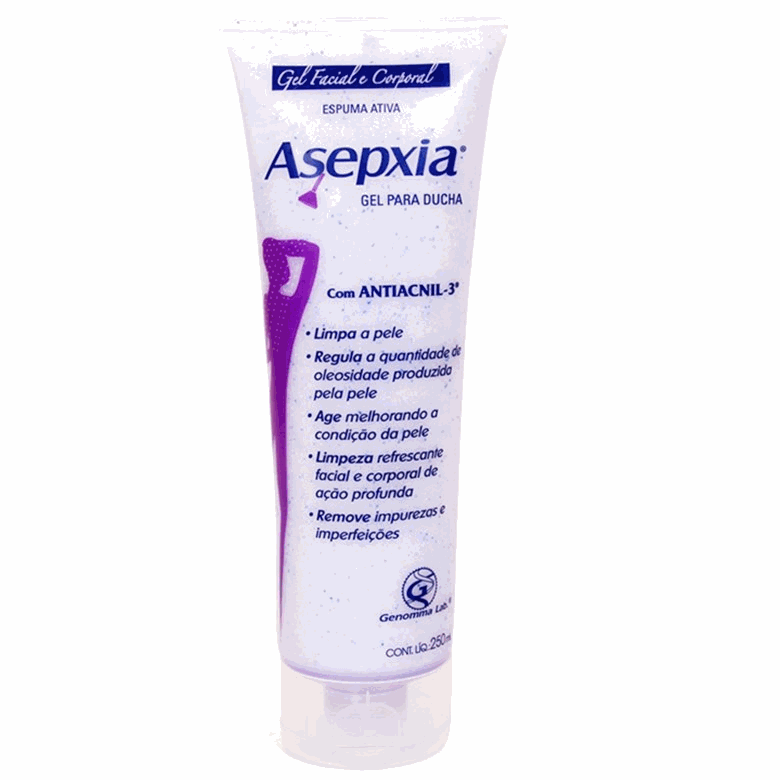 Gel Facial e Corporal
ESPUMA ATIVA
Asepxia®
GEL PARA DUCHA
Com ANTIACNIL-3®
• Limpa a pele
• Regula a quantidade de
oleosidade produzida
pela pele
• Age melhorando a
condição da pele
• Limpeza refrescante
facial e corporal de
ação profunda
• Remove impurezas e
imperfeições
Genomma Lab.®
CONT. LÍQ. 250 ml